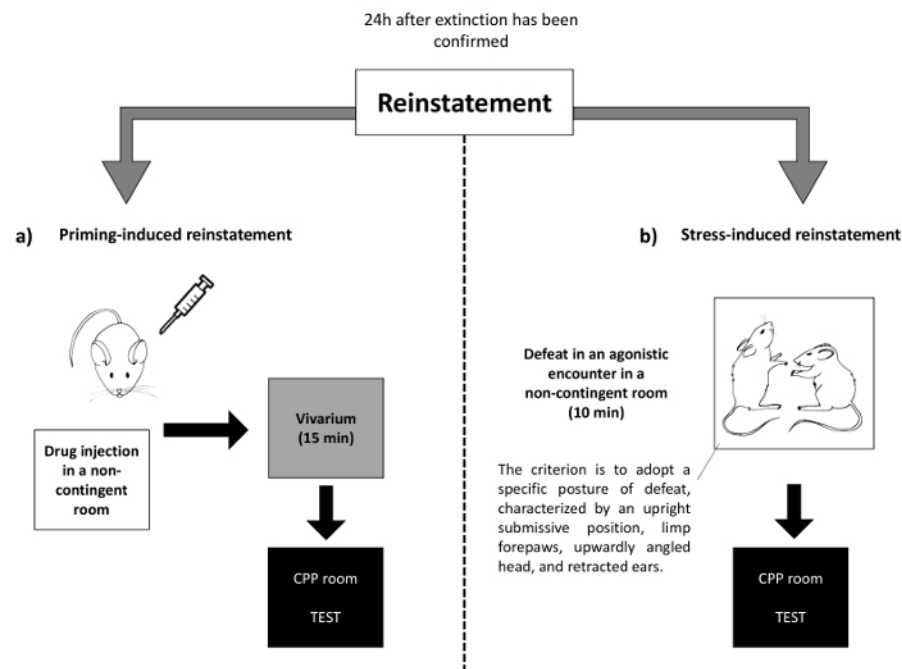 24h after extinction has been
confirmed
Reinstatement
a) Priming-induced reinstatement
Drug injection
in a non-
contingent
room
Vivarium
(15 min)
CPP room
TEST
b) Stress-induced reinstatement
Defeat in an agonistic
encounter in a
non-contingent room
(10 min)
The criterion is to adopt a
specific posture of defeat,
characterized by an upright
submissive position, limp
forepaws, upwardly angled
head, and retracted ears.
CPP room
TEST